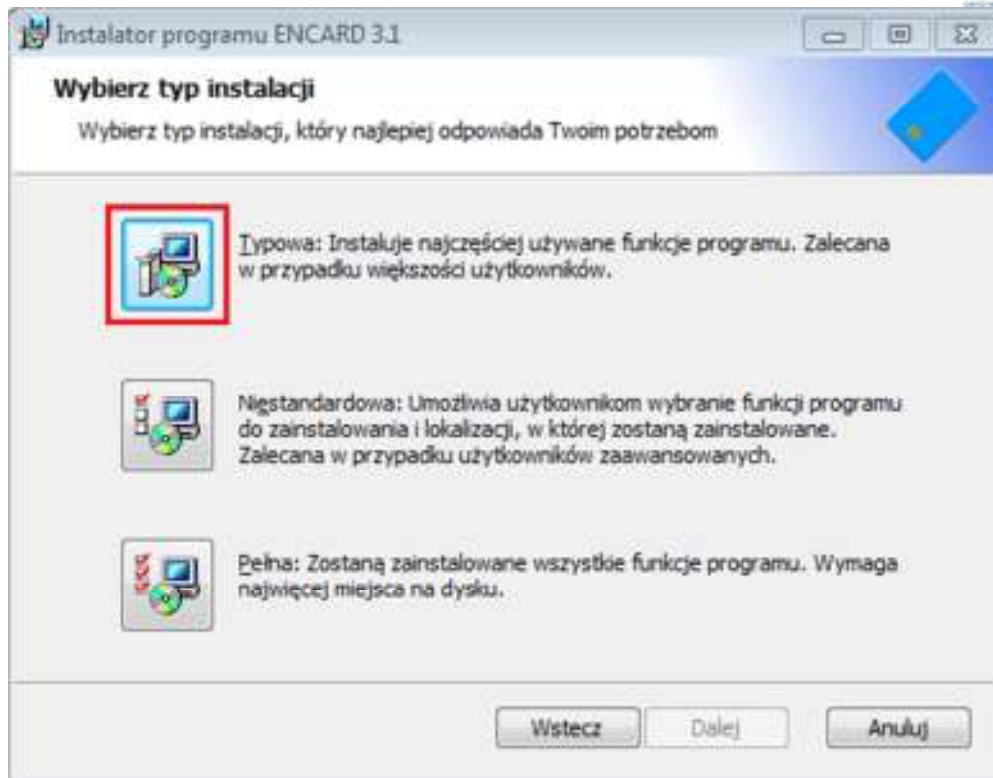 Instalator programu ENCARD 3.1
Wybierz typ instalacji
Wybierz typ instalacji, który najlepiej odpowiada Twoim potrzebom
Typowa: Instaluje najczęściej używane funkcje programu. Zalecana
w przypadku większości użytkowników.
Niestandardowa: Umożliwia użytkownikom wybranie funkcji programu
do zainstalowania i lokalizacji, w której zostaną zainstalowane.
Zalecana w przypadku użytkowników zaawansowanych.
Pełna: Zostaną zainstalowane wszystkie funkcje programu. Wymaga
najwięcej miejsca na dysku.
Wstecz Dalej Anuluj